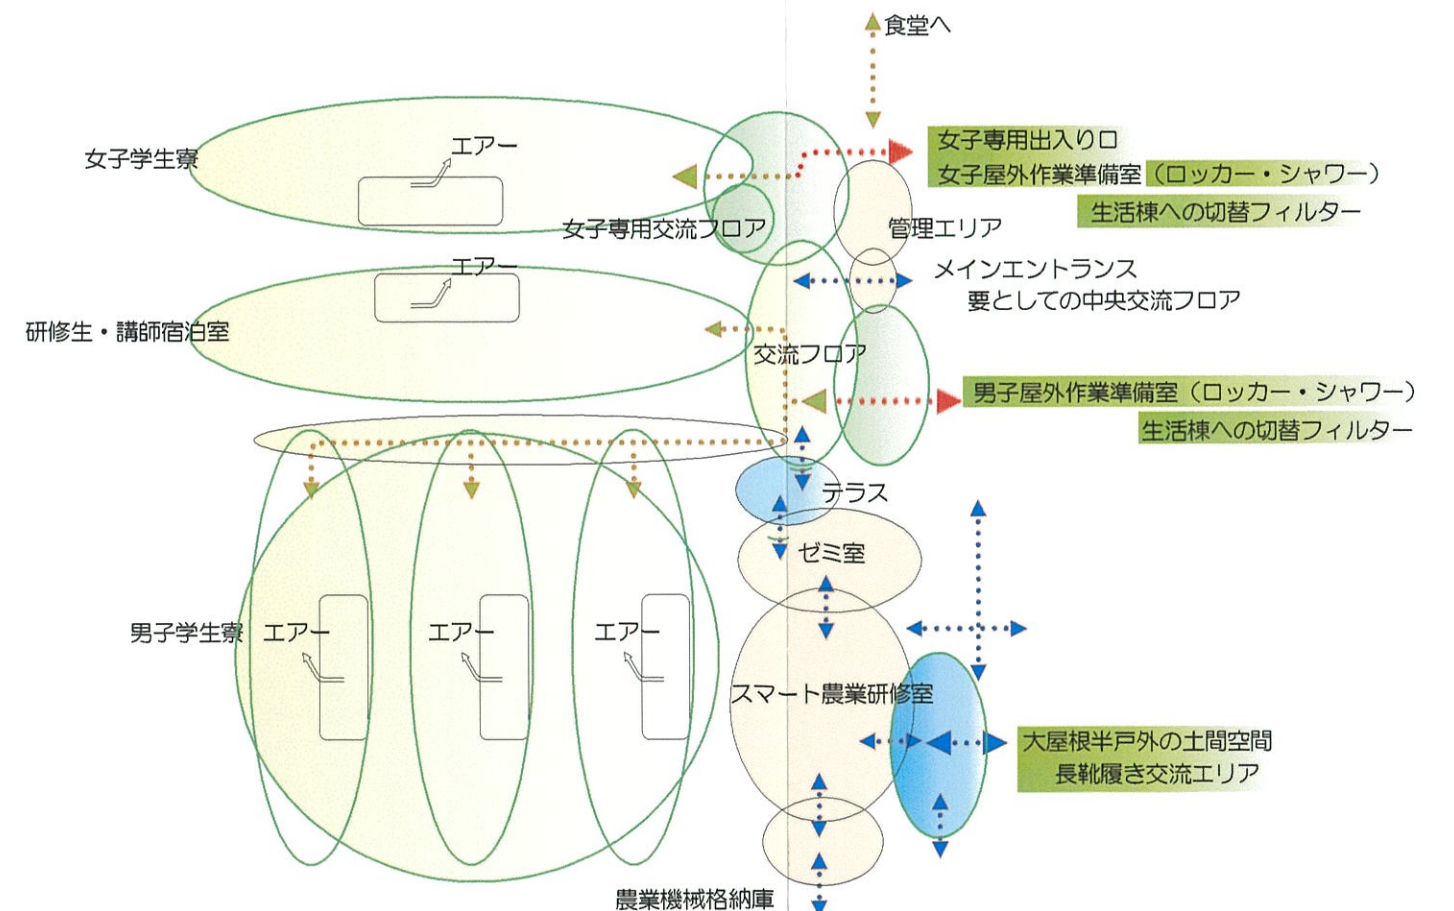 食堂へ
女子専用出入り口
女子屋外作業準備室（ロッカー・シャワー）
生活棟への切替フィルター
女子学生寮
エアー
女子専用交流フロア
管理エリア
エアー
メインエントランス
要としての中央交流フロア
研修生・講師宿泊室
交流フロア
男子屋外作業準備室（ロッカー・シャワー）
生活棟への切替フィルター
テラス
ゼミ室
男子学生寮
エアー
エアー
エアー
スマート農業研修室
大屋根半戸外の土間空間
長靴履き交流エリア
農業機械格納庫